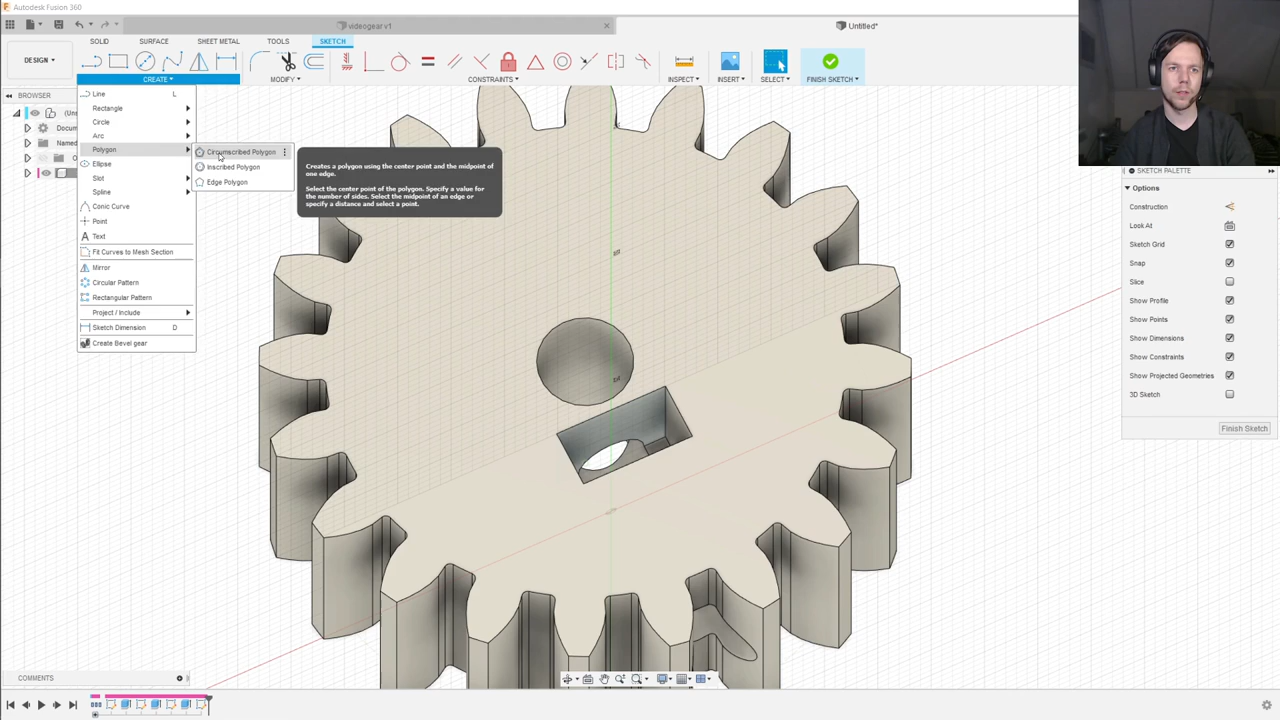 Autodesk Fusion 360
videogear v1
Untitled*
SOLID
SURFACE
SHEET METAL
TOOLS
SKETCH
DESIGN
CREATE
MODIFY
CONSTRAINTS
INSPECT
INSERT
SELECT
FINISH SKETCH
BROWSER
Docum
Named
Line L
Rectangle
Circle
Arc
Polygon
Ellipse
Slot
Spline
Conic Curve
Point
Text
Fit Curves to Mesh Section
Mirror
Circular Pattern
Rectangular Pattern
Project / Include
Sketch Dimension D
Create Bevel gear
Circumscribed Polygon
Inscribed Polygon
Edge Polygon
Creates a polygon using the center point and the midpoint of
one edge.
Select the center point of the polygon. Specify a value for
the number of sides. Select the midpoint of an edge or
specify a distance and select a point.
SKETCH PALETTE
Options
Construction
Look At
Sketch Grid
Snap
Slice
Show Profile
Show Points
Show Dimensions
Show Constraints
Show Projected Geometries
3D Sketch
Finish Sketch
COMMENTS